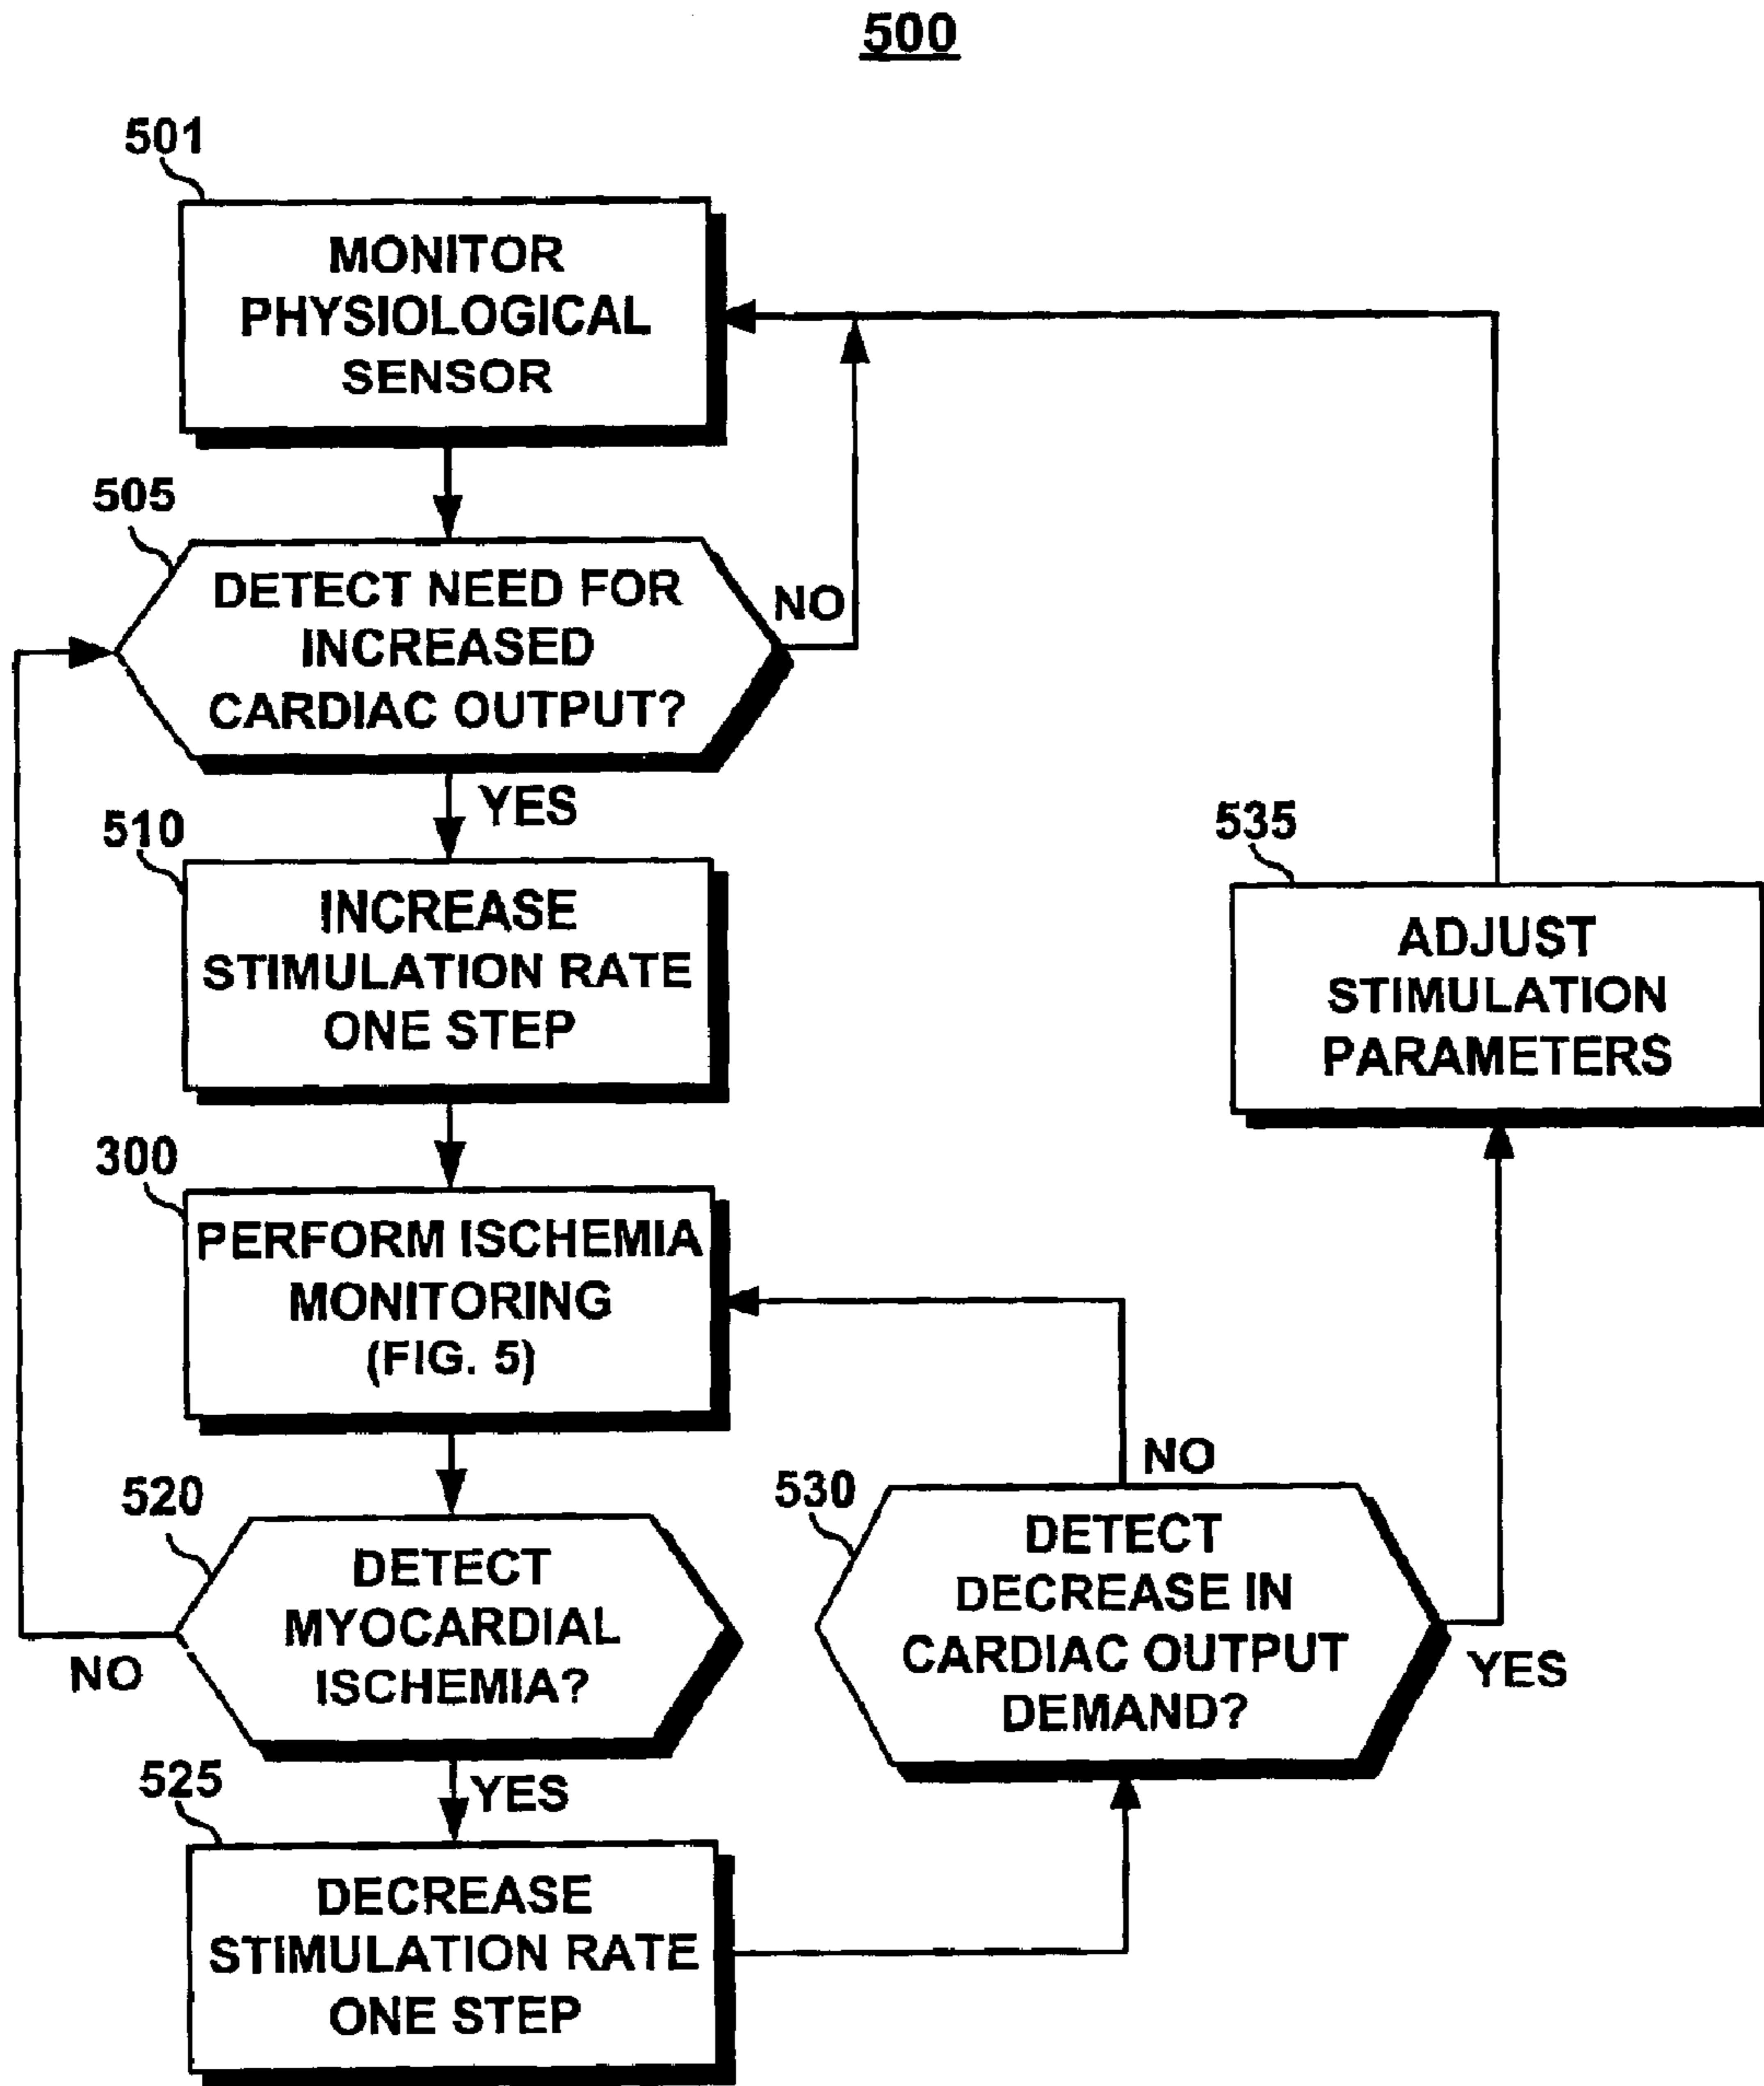 500
501
MONITOR
PHYSIOLOGICAL
SENSOR
505
DETECT NEED FOR
INCREASED
CARDIAC OUTPUT?
NO
YES
510
INCREASE
STIMULATION RATE
ONE STEP
535
ADJUST
STIMULATION
PARAMETERS
300
PERFORM ISCHEMIA
MONITORING
(FIG. 5)
520
DETECT
MYOCARDIAL
ISCHEMIA?
NO
YES
530
DETECT
DECREASE IN
CARDIAC OUTPUT
DEMAND?
NO
YES
525
DECREASE
STIMULATION RATE
ONE STEP